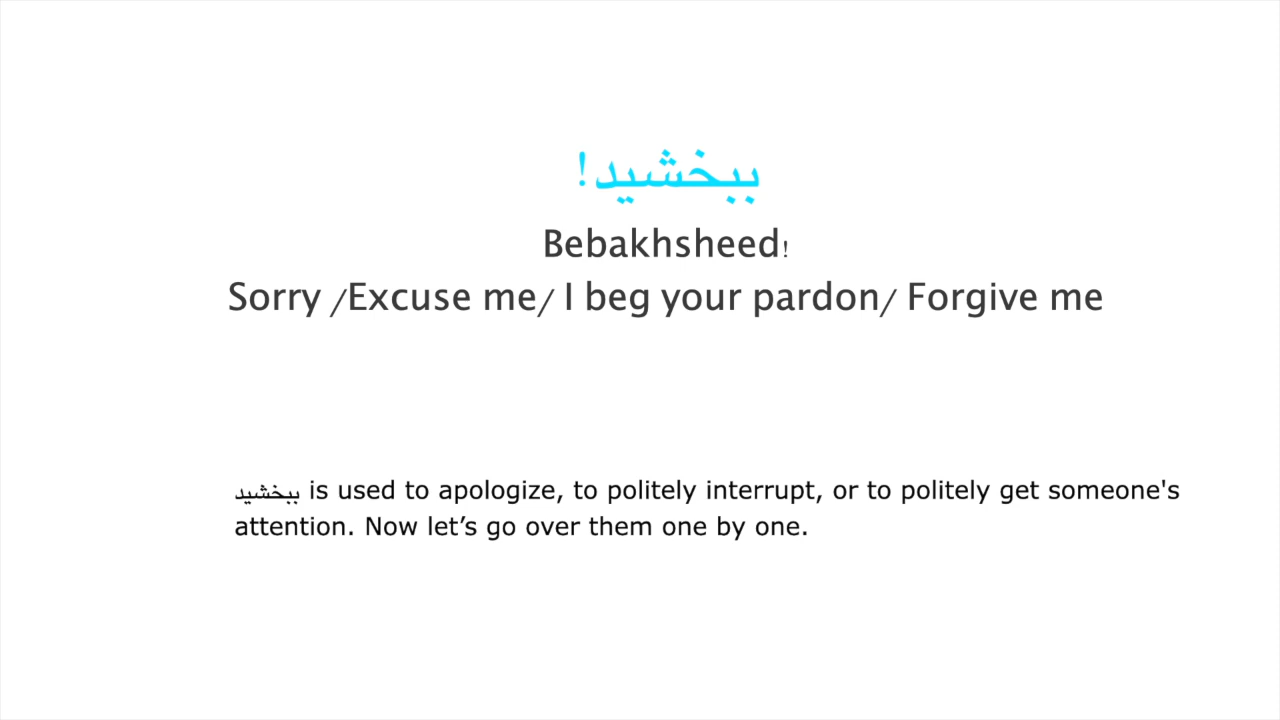 ببخشید!
Bebakhsheed!
Sorry /Excuse me/ I beg your pardon/ Forgive me
ببخشید is used to apologize, to politely interrupt, or to politely get someone's
attention. Now let’s go over them one by one.